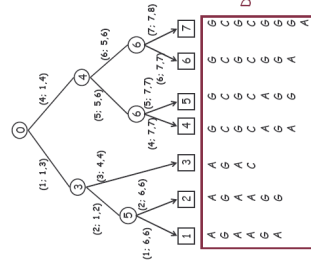 0
(1; 1,3)
(4; 1,4)
3
4
(2; 1,2)
(3; 4,4)
(5; 5,6)
(6; 5,6)
5
6
6
(1; 6,6)
(2; 6,6)
(4; 7,7)
(5; 7,7)
(6; 7,7)
(7; 7,8)
1 2 3 4 5 6 7
A G A A G A
A G A A G G
A G A C
G C G C A G A
G C G C A G G
G C G C G G A
G C G C G G G A